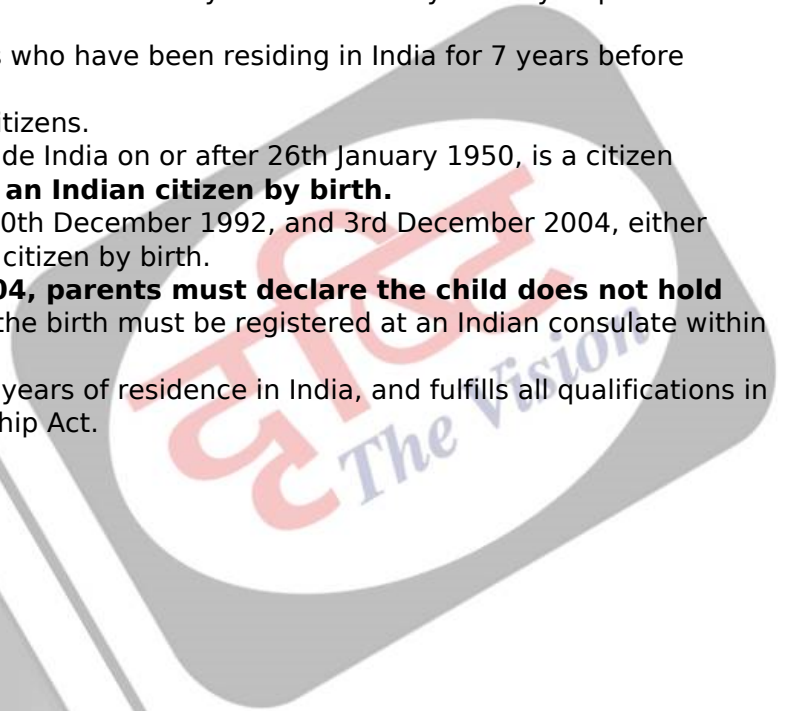 s who have been residing in India for 7 years before
itizens.
de India on or after 26th January 1950, is a citizen
an Indian citizen by birth.
0th December 1992, and 3rd December 2004, either
citizen by birth.
04, parents must declare the child does not hold
the birth must be registered at an Indian consulate within
years of residence in India, and fulfills all qualifications in
hip Act.
दृष्टि
The Vision